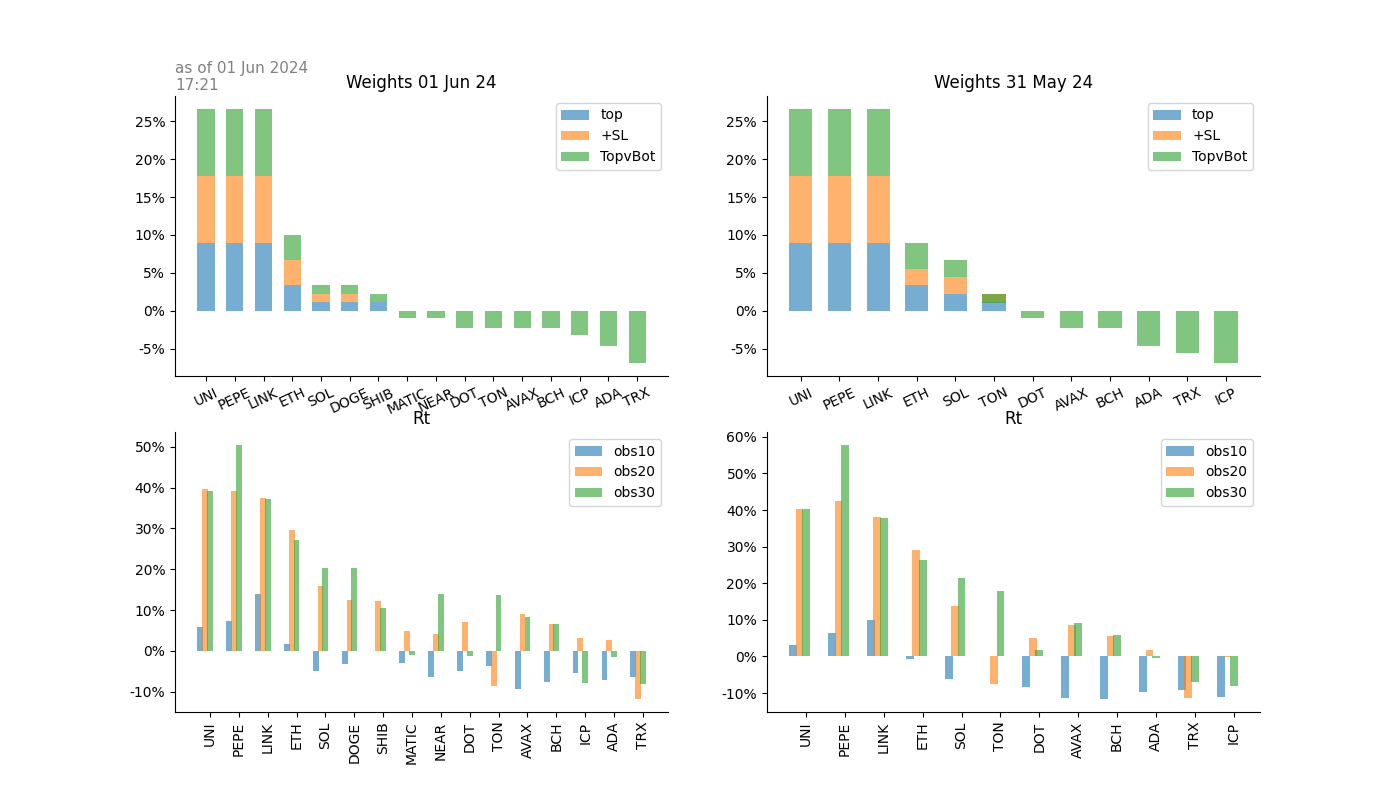 as of 01 Jun 2024
17:21
Weights 01 Jun 24
25%
20%
15%
10%
5%
0%
-5%
top
+SL
TopvBot
UNI PEPE LINK ETH SOL DOGE SHIB MATIC NEAR DOT TON AVAX BCH ICP ADA TRX
Weights 31 May 24
25%
20%
15%
10%
5%
0%
-5%
top
+SL
TopvBot
UNI PEPE LINK ETH SOL TON DOT AVAX BCH ADA TRX ICP
Rt
50%
40%
30%
20%
10%
0%
-10%
obs10
obs20
obs30
UNI PEPE LINK ETH SOL DOGE SHIB MATIC NEAR DOT TON AVAX BCH ICP ADA TRX
Rt
60%
50%
40%
30%
20%
10%
0%
-10%
obs10
obs20
obs30
UNI PEPE LINK ETH SOL TON DOT AVAX BCH ADA TRX ICP